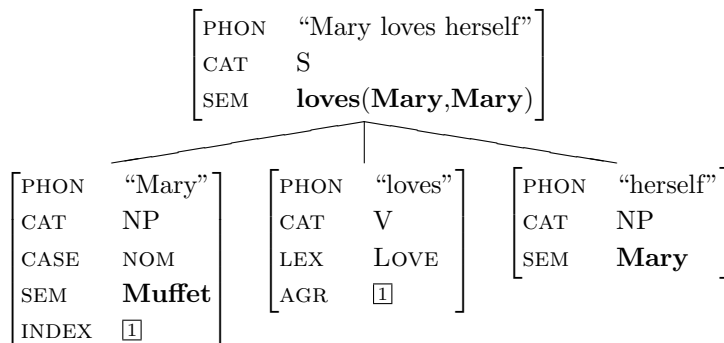 PHON “Mary loves herself”
CAT S
SEM loves(Mary,Mary)
PHON “Mary”
CAT NP
CASE NOM
SEM Muffet
INDEX 1
PHON “loves”
CAT V
LEX LOVE
AGR 1
PHON “herself”
CAT NP
SEM Mary